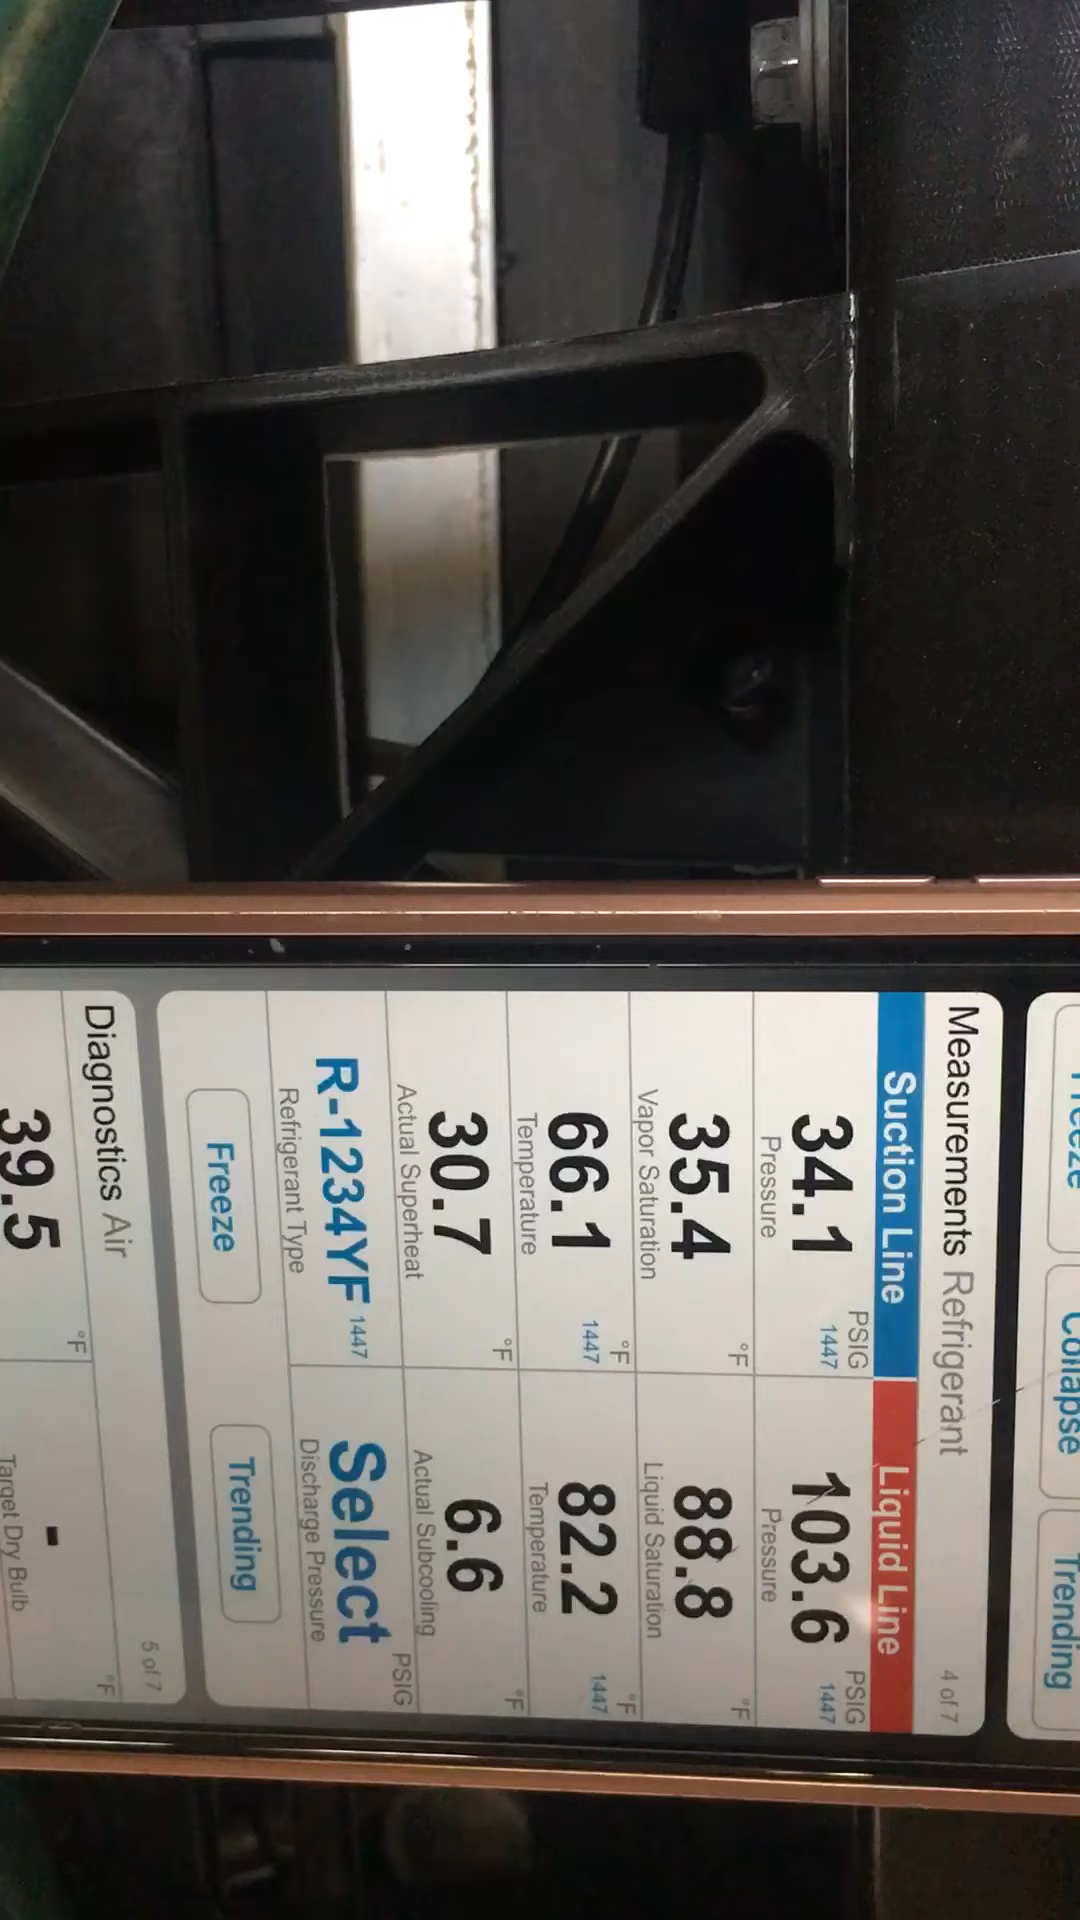 Freeze Collapse Trending
Measurements Refrigerant 4 of 7
Suction Line Liquid Line
34.1 PSIG 1447 103.6 PSIG 1447
Pressure Pressure
35.4 °F 88.8 °F
Vapor Saturation Liquid Saturation
66.1 °F 1447 82.2 °F 1447
Temperature Temperature
30.7 °F 6.6 °F
Actual Superheat Actual Subcooling
R-1234YF 1447 Select PSIG
Refrigerant Type Discharge Pressure
Freeze Trending
Diagnostics Air 5 of 7
39.5 °F - °F
Target Dry Bulb